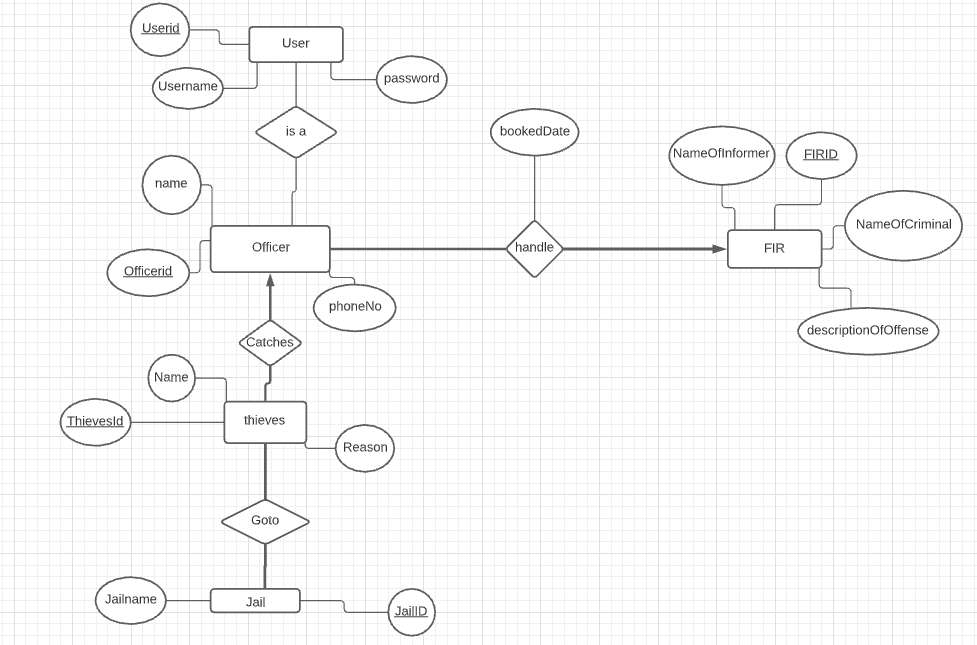 Userid
User
Username
password
is a
bookedDate
NameOfInformer
FIRID
name
NameOfCriminal
Officer
handle
FIR
Officerid
phoneNo
descriptionOfOffense
Catches
Name
ThievesId
thieves
Reason
Goto
Jailname
Jail
JailID